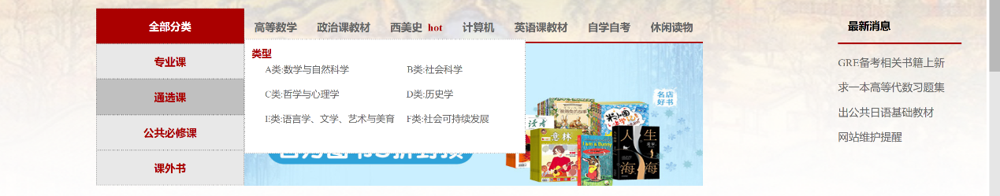 全部分类
高等数学 政治课教材 西美史 hot 计算机 英语课教材 自学自考 休闲读物
最新消息
专业课
通选课
公共必修课
课外书
类型
A类:数学与自然科学 B类:社会科学
C类:哲学与心理学 D类:历史学
E类:语言学、文学、艺术与美育 F类:社会可持续发展
名店
好书
米小圈
意林
I am a Bunny
人生
海海
GRE备考相关书籍上新
求一本高等代数习题集
出公共日语基础教材
网站维护提醒